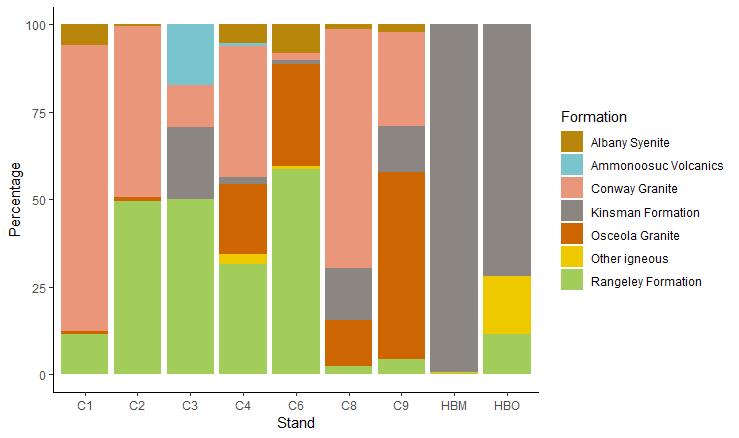 100
75
50
25
0
Percentage
C1 C2 C3 C4 C6 C8 C9 HBM HBO
Stand
Formation
Albany Syenite
Ammonoosuc Volcanics
Conway Granite
Kinsman Formation
Osceola Granite
Other igneous
Rangeley Formation